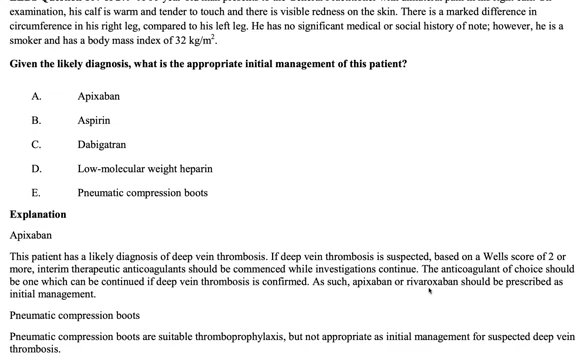 examination, his calf is warm and tender to touch and there is visible redness on the skin. There is a marked difference in
circumference in his right leg, compared to his left leg. He has no significant medical or social history of note; however, he is a
smoker and has a body mass index of 32 kg/m².
Given the likely diagnosis, what is the appropriate initial management of this patient?
A. Apixaban
B. Aspirin
C. Dabigatran
D. Low-molecular weight heparin
E. Pneumatic compression boots
Explanation
Apixaban
This patient has a likely diagnosis of deep vein thrombosis. If deep vein thrombosis is suspected, based on a Wells score of 2 or
more, interim therapeutic anticoagulants should be commenced while investigations continue. The anticoagulant of choice should
be one which can be continued if deep vein thrombosis is confirmed. As such, apixaban or rivaroxaban should be prescribed as
initial management.
Pneumatic compression boots
Pneumatic compression boots are suitable thromboprophylaxis, but not appropriate as initial management for suspected deep vein
thrombosis.